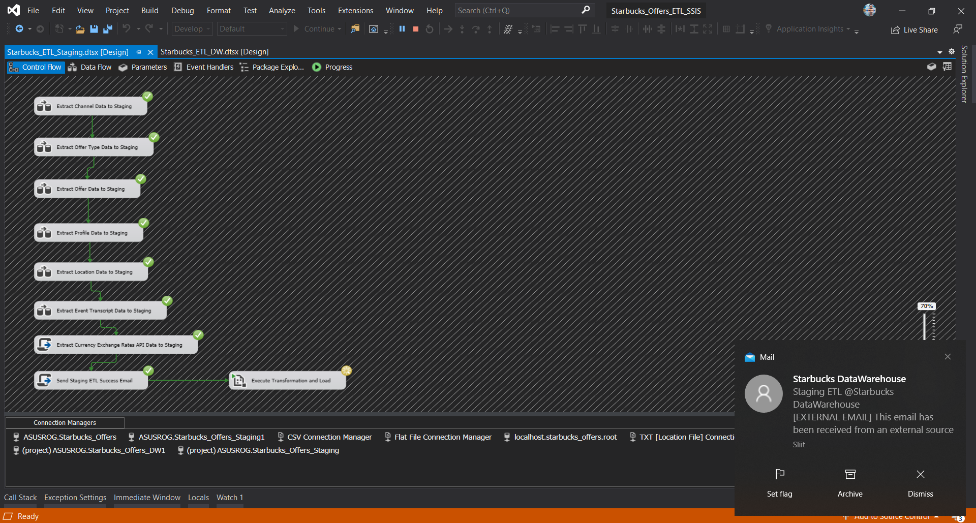 File Edit View Project Build Debug Format Test Analyze Tools Extensions Window Help Search (Ctrl+Q) Starbucks_Offers_ETL_SSIS
Develop Default Continue Application Insights Live Share
Starbucks_ETL_Staging.dtsx [Design] Starbucks_ETL_DW.dtsx [Design]
Control Flow Data Flow Parameters Event Handlers Package Explo... Progress
Solution Explorer
Extract Channel Data to Staging
Extract Offer Type Data to Staging
Extract Offer Data to Staging
Extract Profile Data to Staging
Extract Location Data to Staging
Extract Event Transcript Data to Staging
70%
Extract Currency Exchange Rates API Data to Staging
Send Staging ETL Success Email Execute Transformation and Load
Connection Managers
ASUSROG.Starbucks_Offers ASUSROG.Starbucks_Offers_Staging1 CSV Connection Manager Flat File Connection Manager localhost.starbucks_offers.root TXT [Location File] Connecti
(project) ASUSROG.Starbucks_Offers_DW1 (project) ASUSROG.Starbucks_Offers_Staging
Mail
Starbucks DataWarehouse
Staging ETL @Starbucks
DataWarehouse
[EXTERNAL EMAIL] This email has
been received from an external source
Sliit
Set flag Archive Dismiss
Call Stack Exception Settings Immediate Window Locals Watch 1
Ready Add to Source Control 3